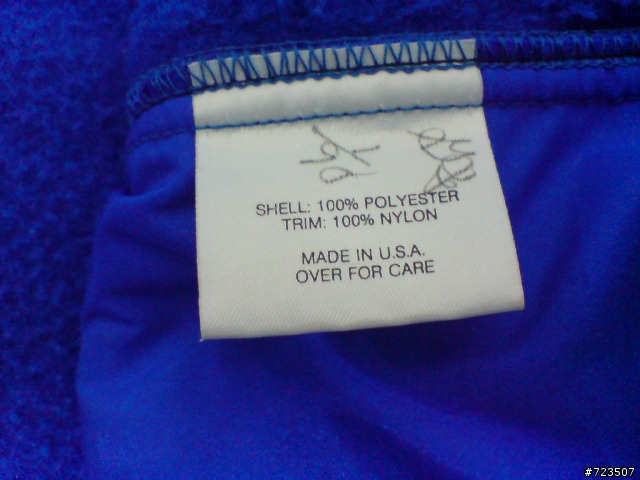 SHELL: 100% POLYESTER
TRIM: 100% NYLON
MADE IN U.S.A.
OVER FOR CARE
#723507